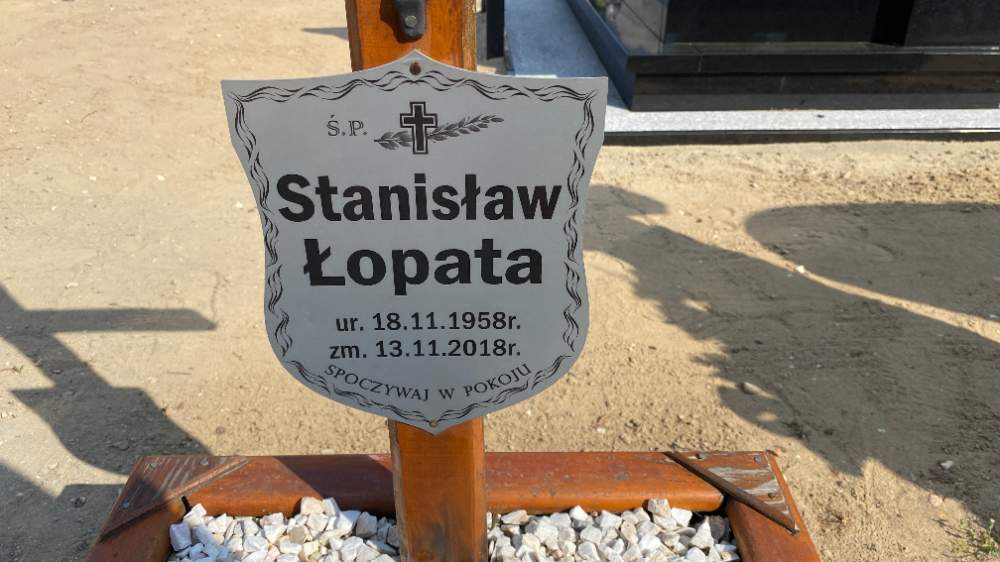 Ś.P.
Stanisław
Łopata
ur. 18.11.1958r.
zm. 13.11.2018r.
SPOCZYWAJ W POKOJU